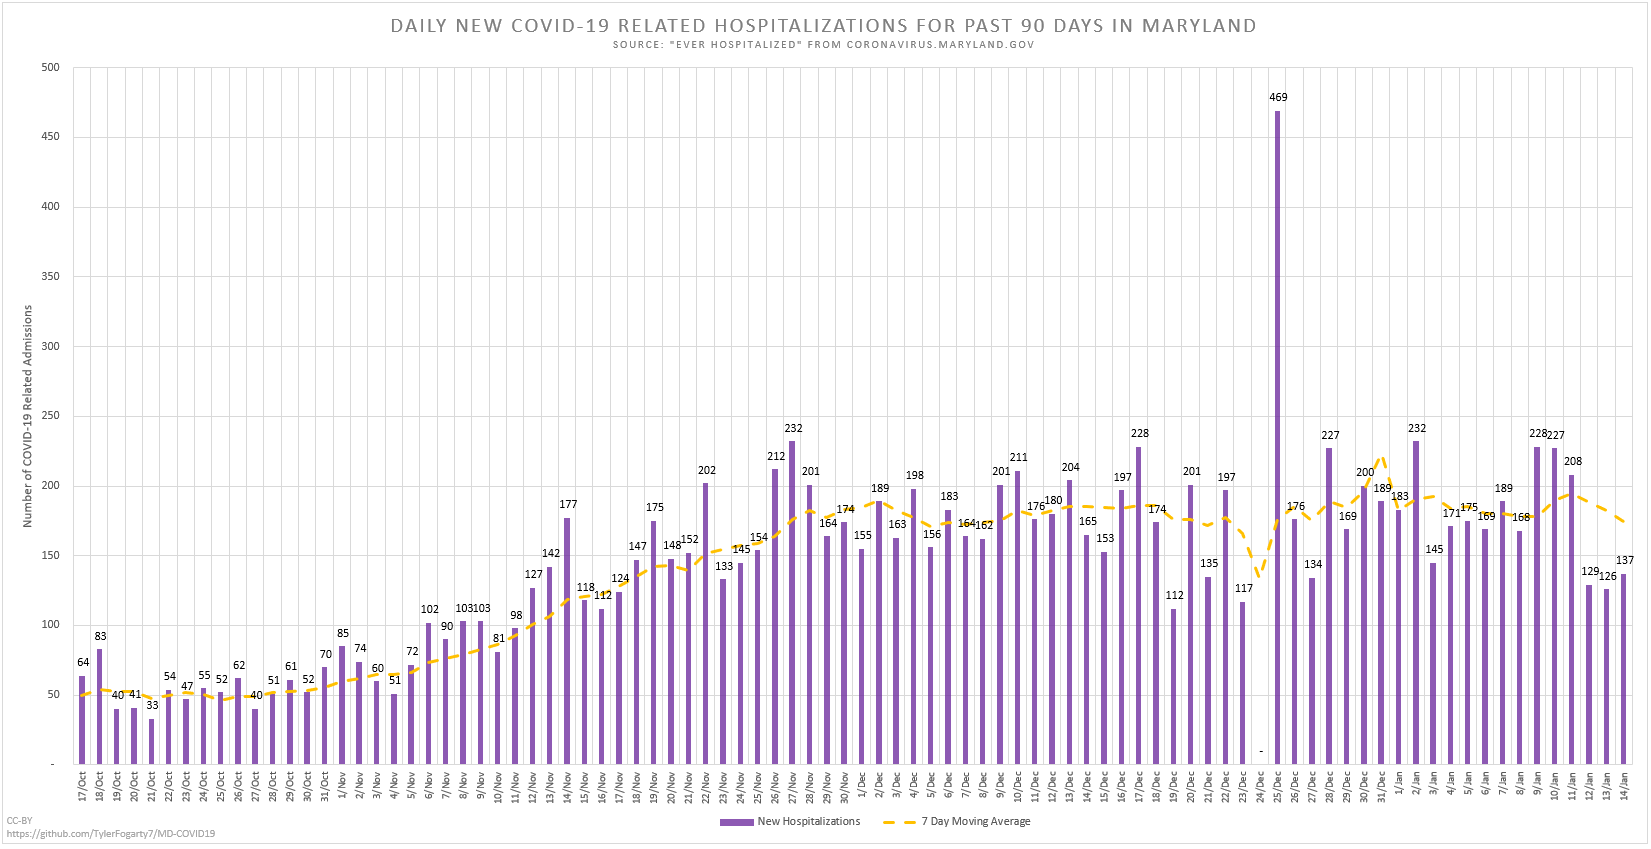 DAILY NEW COVID-19 RELATED HOSPITALIZATIONS FOR PAST 90 DAYS IN MARYLAND
SOURCE: "EVER HOSPITALIZED" FROM CORONAVIRUS.MARYLAND.GOV
Number of COVID-19 Related Admissions
500
450
400
350
300
250
200
150
100
50
-
64 83 40 41 33 54 47 55 52 62 40 51 61 52 70 85 74 60 51 72 102 90 103 103 81 98 127 142 177 118 112 124 147 175 148 152 202 133 145 154 212 232 201 164 174 155 189 163 198 156 183 164 162 201 211 176 180 204 165 153 197 228 174 112 201 135 197 117 - 469 176 134 227 169 200 189 183 232 145 171 175 169 189 168 228 227 208 129 126 137
17/Oct 18/Oct 19/Oct 20/Oct 21/Oct 22/Oct 23/Oct 24/Oct 25/Oct 26/Oct 27/Oct 28/Oct 29/Oct 30/Oct 31/Oct 1/Nov 2/Nov 3/Nov 4/Nov 5/Nov 6/Nov 7/Nov 8/Nov 9/Nov 10/Nov 11/Nov 12/Nov 13/Nov 14/Nov 15/Nov 16/Nov 17/Nov 18/Nov 19/Nov 20/Nov 21/Nov 22/Nov 23/Nov 24/Nov 25/Nov 26/Nov 27/Nov 28/Nov 29/Nov 30/Nov 1/Dec 2/Dec 3/Dec 4/Dec 5/Dec 6/Dec 7/Dec 8/Dec 9/Dec 10/Dec 11/Dec 12/Dec 13/Dec 14/Dec 15/Dec 16/Dec 17/Dec 18/Dec 19/Dec 20/Dec 21/Dec 22/Dec 23/Dec 24/Dec 25/Dec 26/Dec 27/Dec 28/Dec 29/Dec 30/Dec 31/Dec 1/Jan 2/Jan 3/Jan 4/Jan 5/Jan 6/Jan 7/Jan 8/Jan 9/Jan 10/Jan 11/Jan 12/Jan 13/Jan 14/Jan
New Hospitalizations 7 Day Moving Average
CC-BY
https://github.com/TylerFogarty7/MD-COVID19